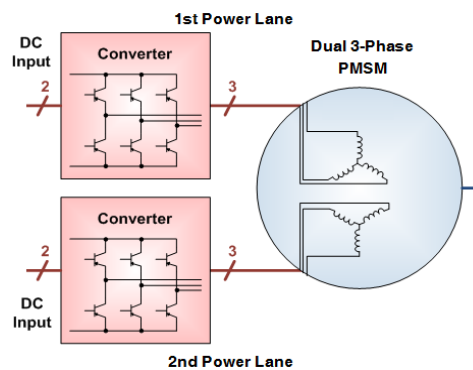 1st Power Lane
DC
Input
Converter
2
3
Dual 3-Phase
PMSM
Converter
2
3
DC
Input
2nd Power Lane